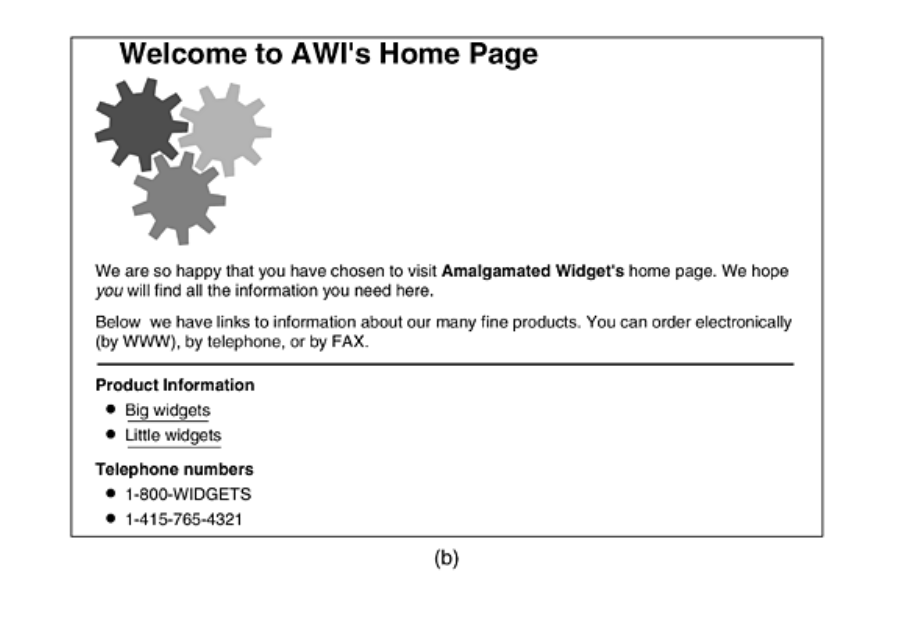 Welcome to AWI's Home Page
We are so happy that you have chosen to visit Amalgamated Widget's home page. We hope
you will find all the information you need here.
Below we have links to information about our many fine products. You can order electronically
(by WWW), by telephone, or by FAX.
Product Information
● Big widgets
● Little widgets
Telephone numbers
● 1-800-WIDGETS
● 1-415-765-4321
(b)